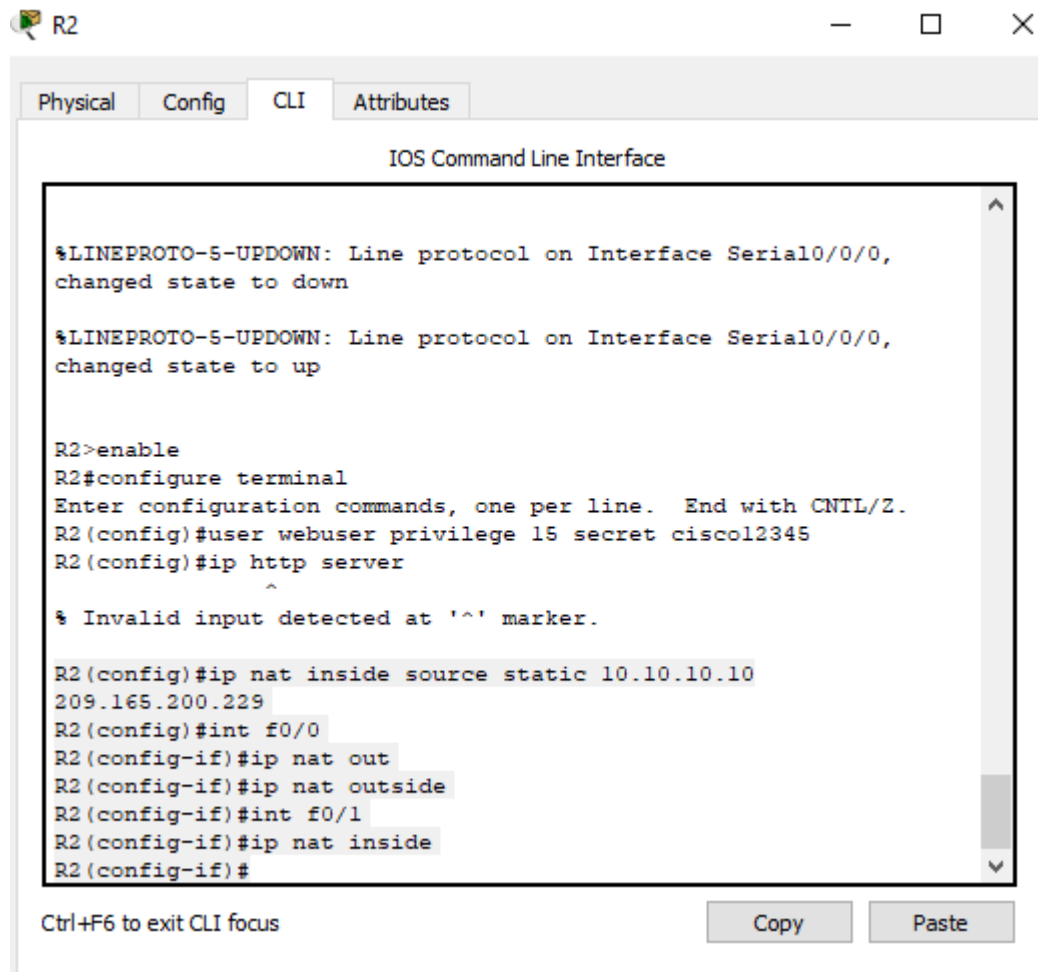 R2
Physical
Config
CLI
Attributes
IOS Command Line Interface
%LINEPROTO-5-UPDOWN: Line protocol on Interface Serial0/0/0,
changed state to down
%LINEPROTO-5-UPDOWN: Line protocol on Interface Serial0/0/0,
changed state to up
R2>enable
R2#configure terminal
Enter configuration commands, one per line.  End with CNTL/Z.
R2(config)#user webuser privilege 15 secret cisco12345
R2(config)#ip http server
^
% Invalid input detected at '^' marker.
R2(config)#ip nat inside source static 10.10.10.10
209.165.200.229
R2(config)#int f0/0
R2(config-if)#ip nat out
R2(config-if)#ip nat outside
R2(config-if)#int f0/1
R2(config-if)#ip nat inside
R2(config-if)#
Ctrl+F6 to exit CLI focus
Copy
Paste